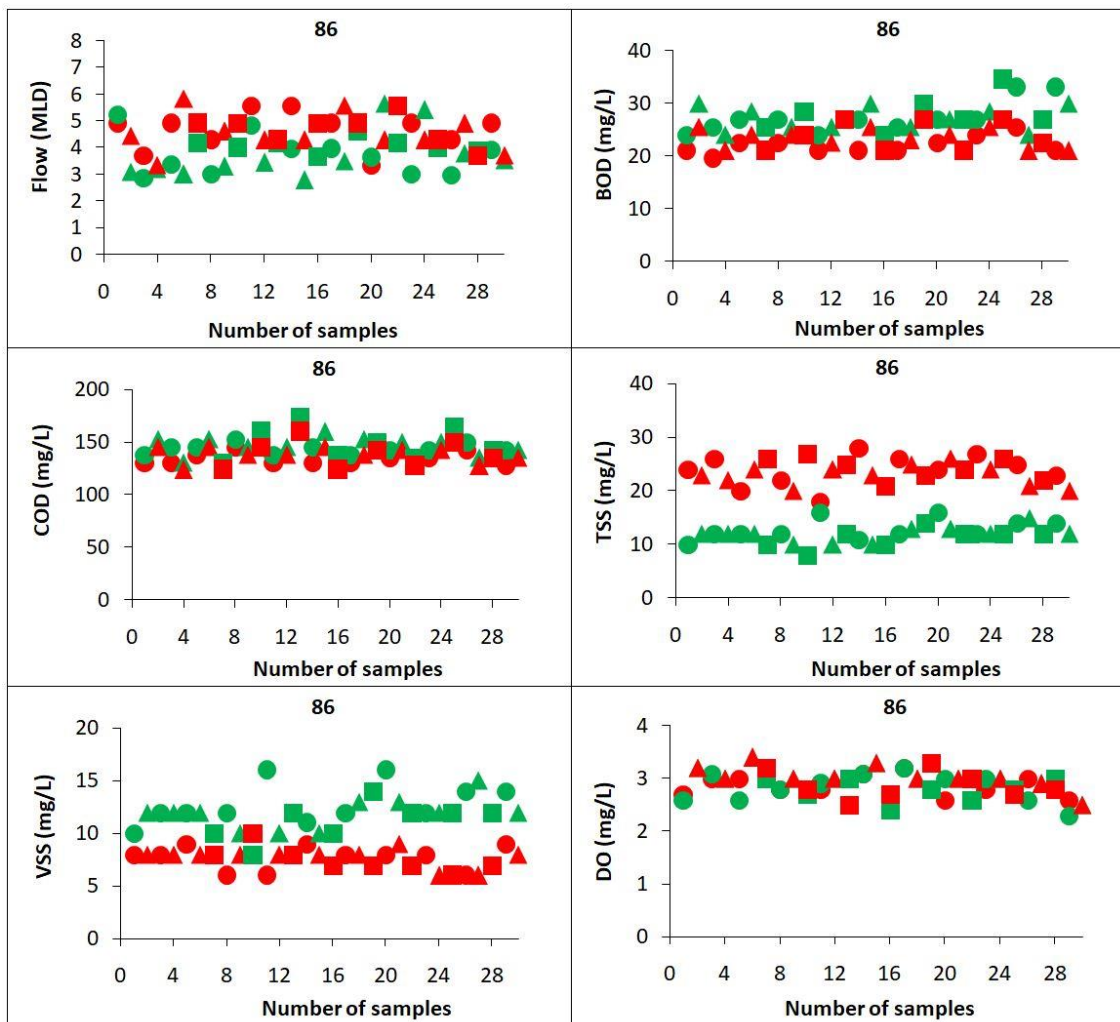 86
Flow (MLD)
8
7
6
5
4
3
2
1
0
0 4 8 12 16 20 24 28
Number of samples
86
BOD (mg/L)
40
30
20
10
0
0 4 8 12 16 20 24 28
Number of samples
86
COD (mg/L)
200
150
100
50
0
0 4 8 12 16 20 24 28
Number of samples
86
TSS (mg/L)
40
30
20
10
0
0 4 8 12 16 20 24 28
Number of samples
86
VSS (mg/L)
20
15
10
5
0
0 4 8 12 16 20 24 28
Number of samples
86
DO (mg/L)
4
3
2
1
0
0 4 8 12 16 20 24 28
Number of samples